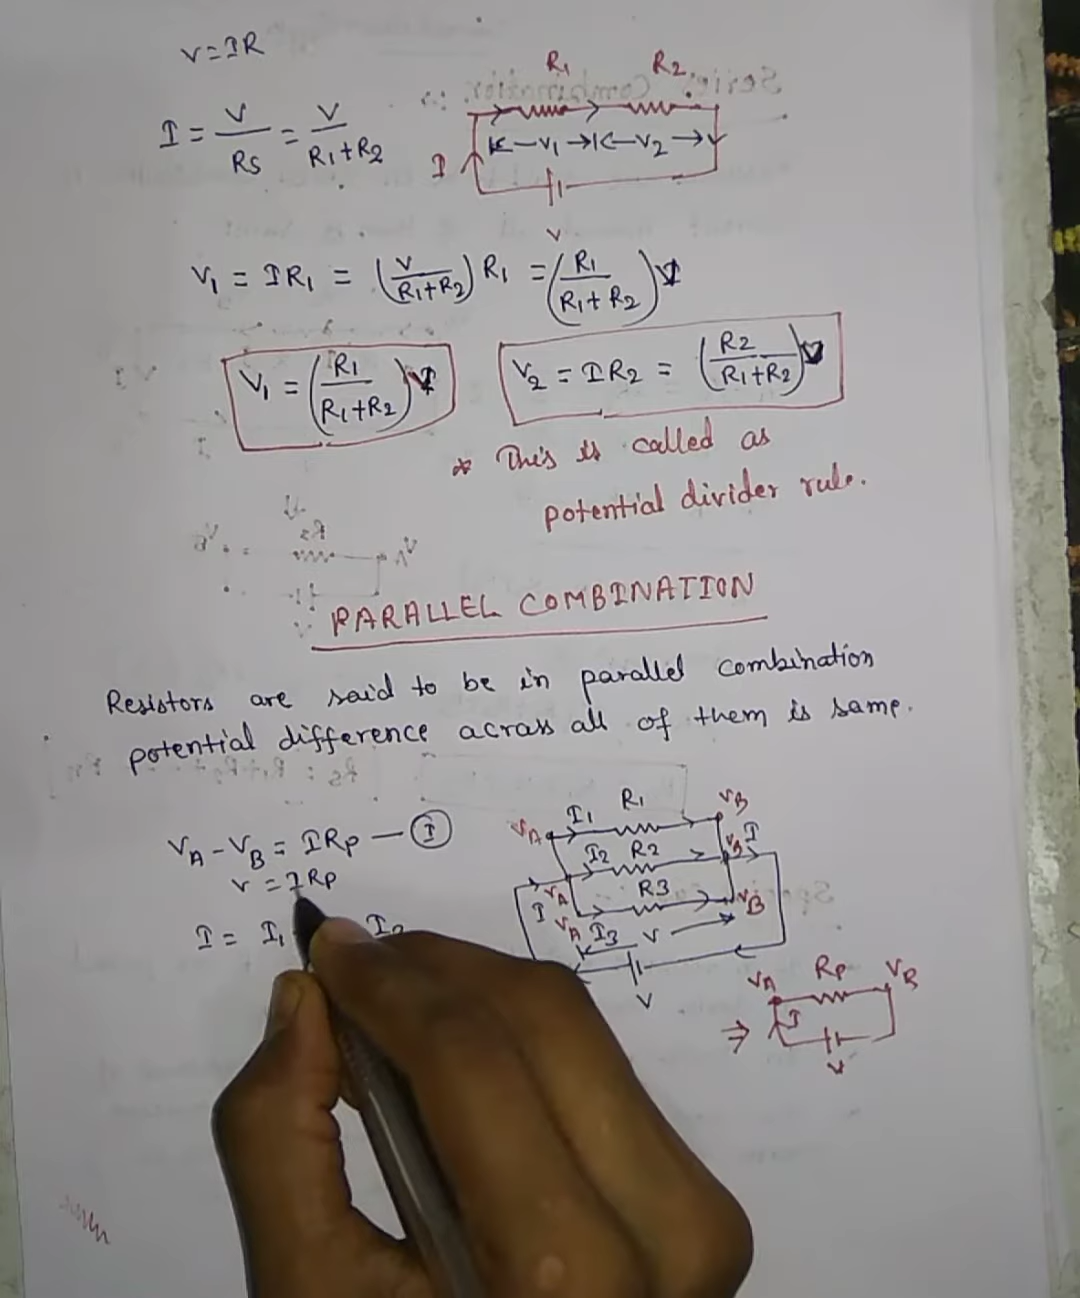 V = IR
I = V/RS = V/R1+R2
R1 R2
I
V1 V2
V
V1 = IR1 = (V/R1+R2) R1 = (R1/R1+R2) V
V1 = (R1/R1+R2) V
V2 = IR2 = (R2/R1+R2) V
* This is called as
potential divider rule.
PARALLEL COMBINATION
Resistors are said to be in parallel combination
potential difference acrass all of them is same.
VA - VB = IRP — I
V = IRP
I = I1 I2
VA I1 R1 VB
I2 R2 VB I
I VA R3
VA I3 V VB
V
VA RP VB
⇒ I
V